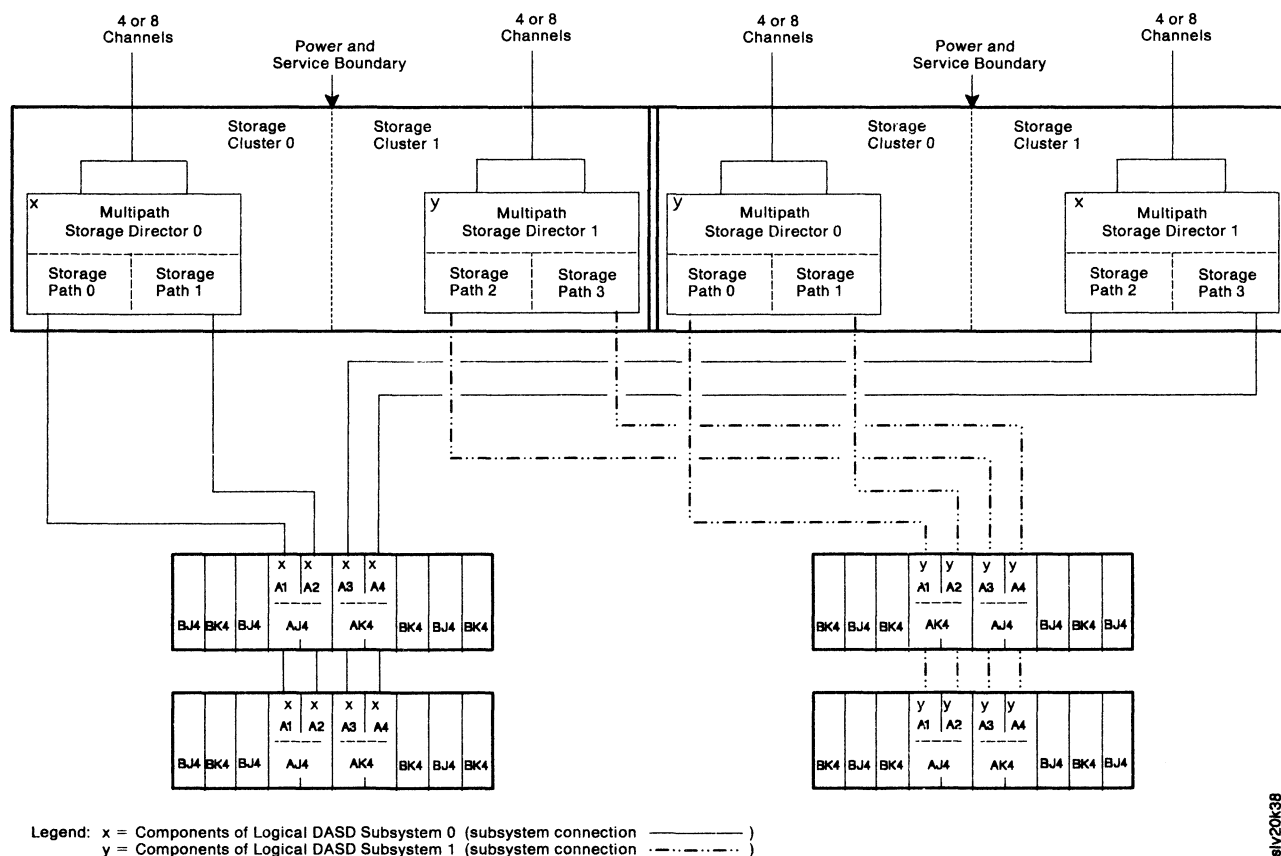 4 or 8
Channels
Power and
Service Boundary
4 or 8
Channels
4 or 8
Channels
Power and
Service Boundary
4 or 8
Channels
Storage
Cluster 0
Storage
Cluster 1
Storage
Cluster 0
Storage
Cluster 1
x
Multipath
Storage Director 0
Storage
Path 0
Storage
Path 1
y
Multipath
Storage Director 1
Storage
Path 2
Storage
Path 3
y
Multipath
Storage Director 0
Storage
Path 0
Storage
Path 1
x
Multipath
Storage Director 1
Storage
Path 2
Storage
Path 3
x x x x
A1 A2 A3 A4
BJ4 BK4 BJ4 AJ4 AK4 BK4 BJ4 BK4
y y y y
A1 A2 A3 A4
BK4 BJ4 BK4 AK4 AJ4 BJ4 BK4 BJ4
x x x x
A1 A2 A3 A4
BJ4 BK4 BJ4 AJ4 AK4 BK4 BJ4 BK4
y y y y
A1 A2 A3 A4
BK4 BJ4 BK4 AJ4 AK4 BJ4 BK4 BJ4
Legend: x = Components of Logical DASD Subsystem 0 (subsystem connection )
y = Components of Logical DASD Subsystem 1 (subsystem connection )
slv20k38